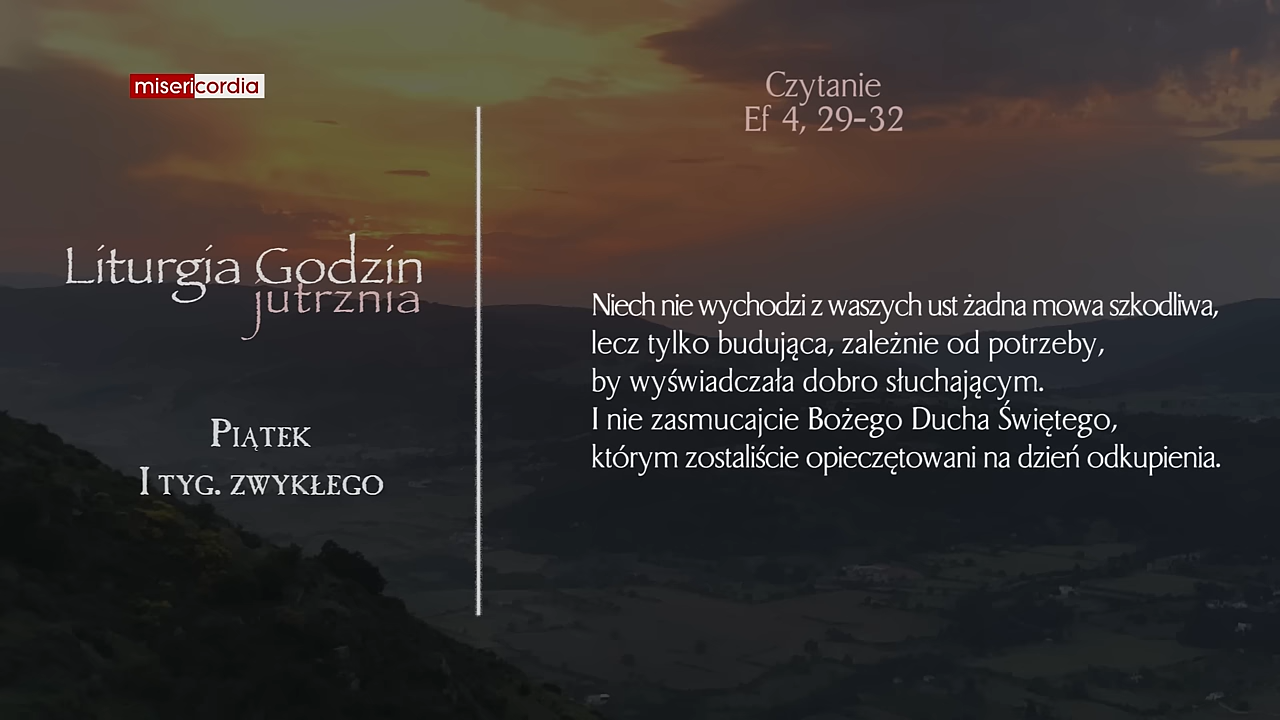 misericordia
Liturgia Godzin
jutrznia
Piątek
I tyg. zwykłego
Czytanie
Ef 4, 29-32
Niech nie wychodzi z waszych ust żadna mowa szkodliwa,
lecz tylko budująca, zależnie od potrzeby,
by wyświadczała dobro słuchającym.
I nie zasmucajcie Bożego Ducha Świętego,
którym zostaliście opieczętowani na dzień odkupienia.